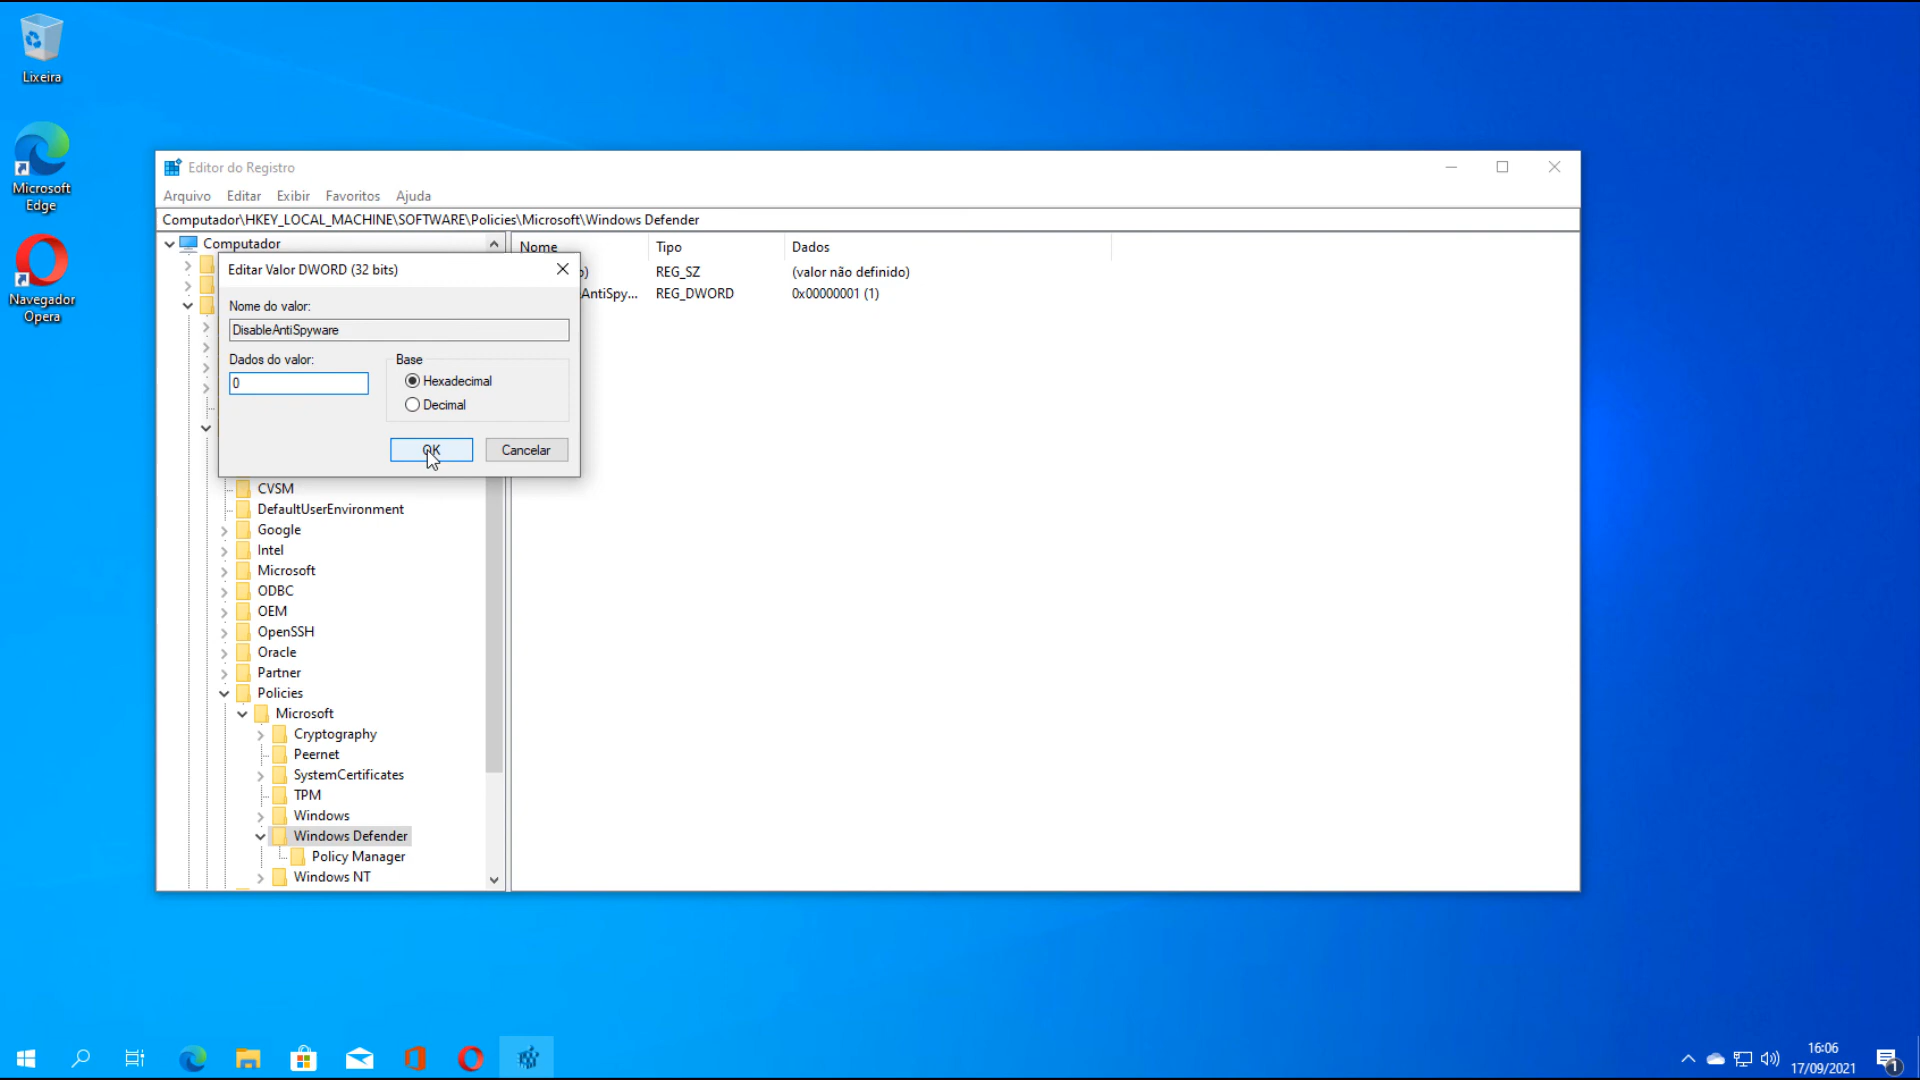 Lixeira
Microsoft
Edge
Navegador
Opera
Editor do Registro
Arquivo Editar Exibir Favoritos Ajuda
Computador\HKEY_LOCAL_MACHINE\SOFTWARE\Policies\Microsoft\Windows Defender
Computador
Nome Tipo Dados
REG_SZ (valor não definido)
AntiSpy... REG_DWORD 0x00000001 (1)
Editar Valor DWORD (32 bits)
Nome do valor:
DisableAntiSpyware
Dados do valor:
0
Base
Hexadecimal
Decimal
OK Cancelar
CVSM
DefaultUserEnvironment
Google
Intel
Microsoft
ODBC
OEM
OpenSSH
Oracle
Partner
Policies
Microsoft
Cryptography
Peernet
SystemCertificates
TPM
Windows
Windows Defender
Policy Manager
Windows NT
16:06
17/09/2021
1